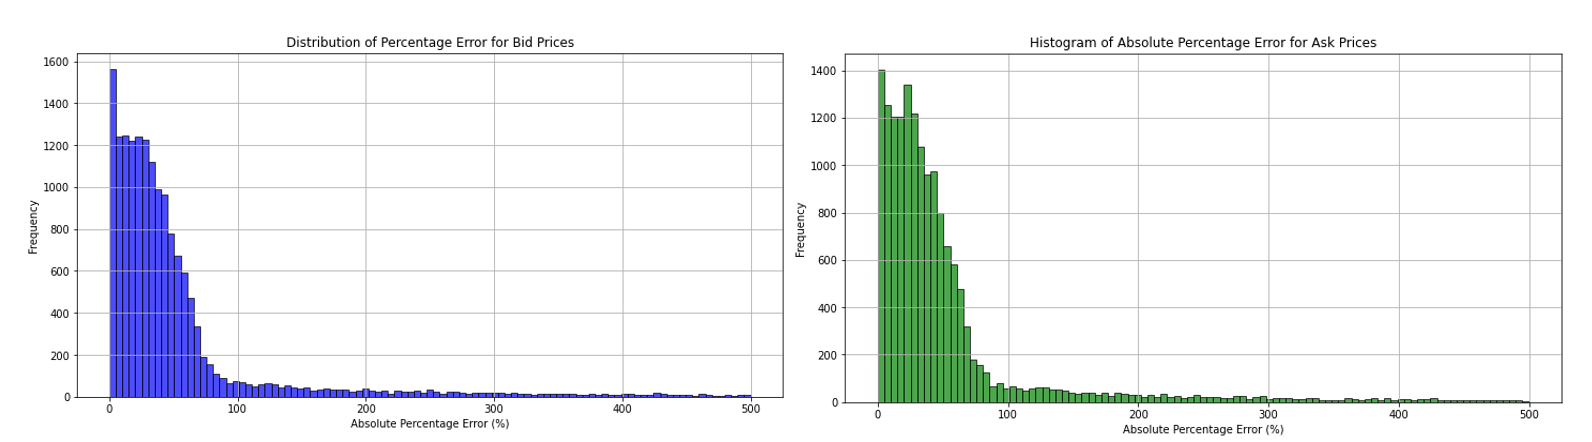 Distribution of Percentage Error for Bid Prices
Frequency
1600
1400
1200
1000
800
600
400
200
0
0 100 200 300 400 500
Absolute Percentage Error (%)
Histogram of Absolute Percentage Error for Ask Prices
Frequency
1400
1200
1000
800
600
400
200
0
0 100 200 300 400 500
Absolute Percentage Error (%)